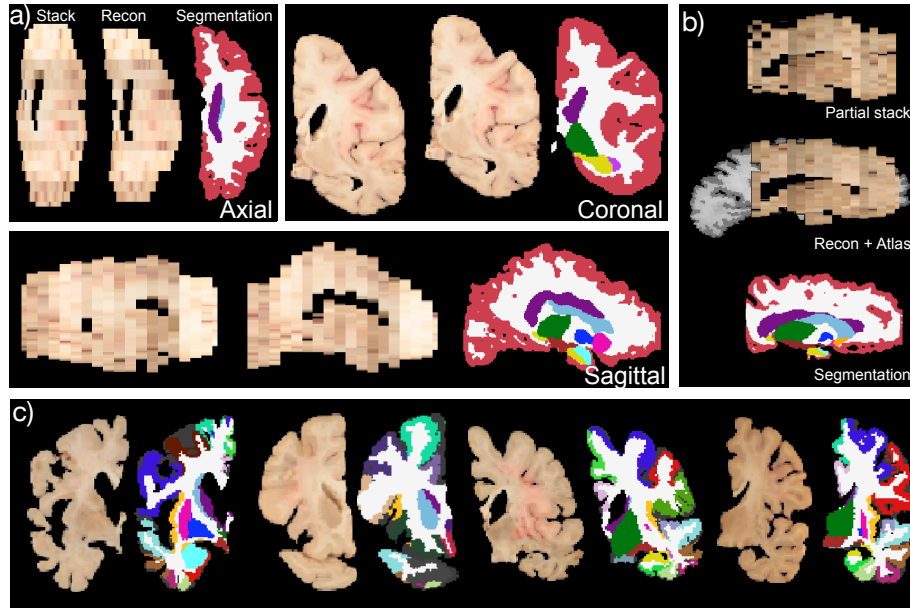 a)
Stack Recon Segmentation
Axial
Coronal
Sagittal
b)
Partial stack
Recon + Atlas
Segmentation
c)